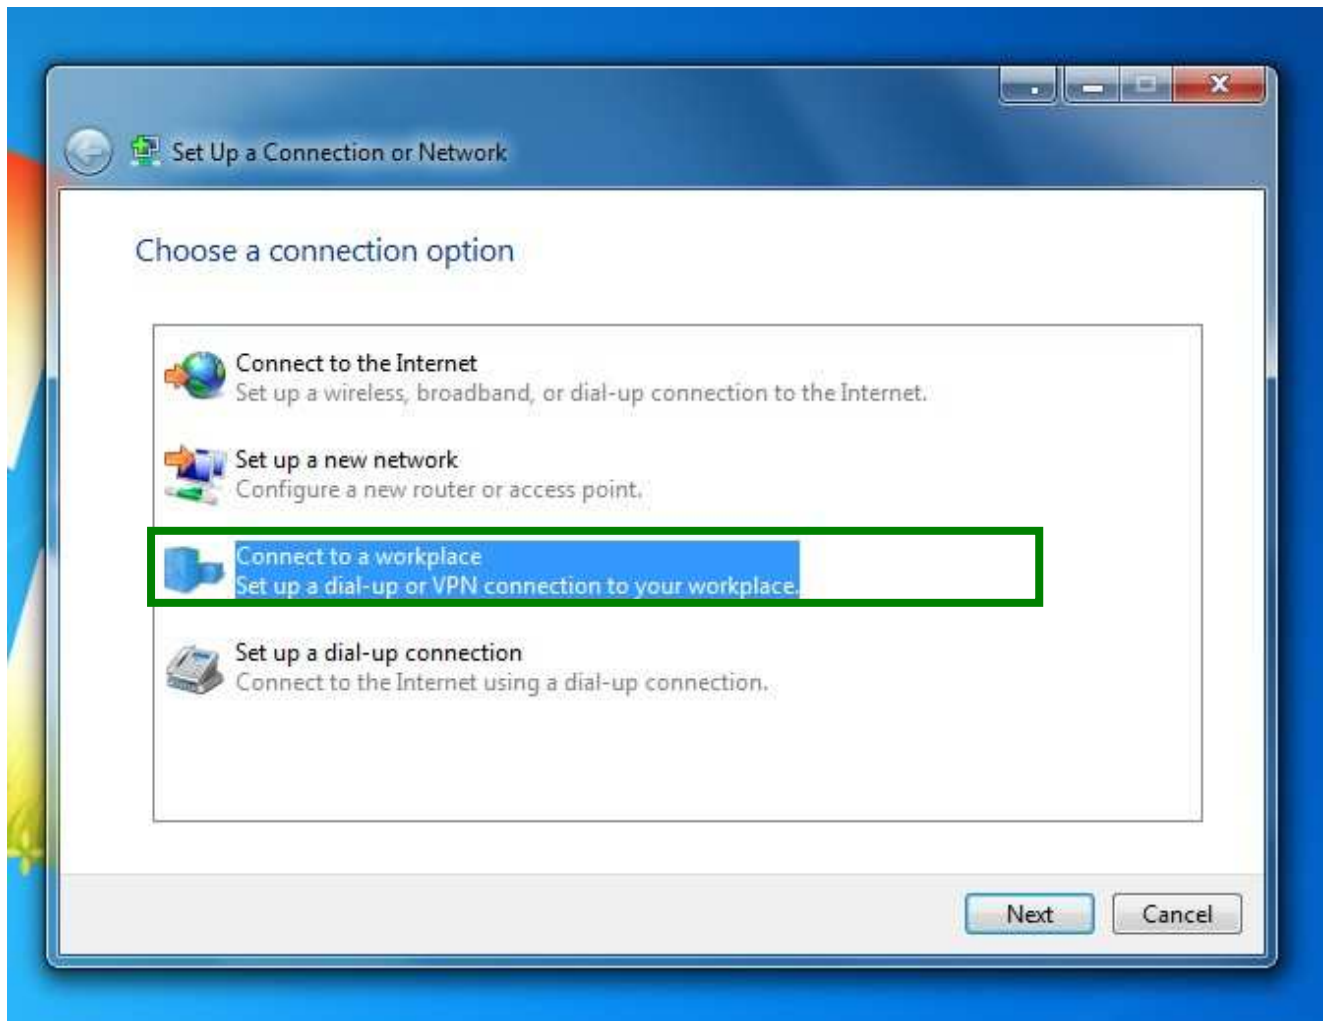 Set Up a Connection or Network
Choose a connection option
Connect to the Internet
Set up a wireless, broadband, or dial-up connection to the Internet.
Set up a new network
Configure a new router or access point.
Connect to a workplace
Set up a dial-up or VPN connection to your workplace.
Set up a dial-up connection
Connect to the Internet using a dial-up connection.
Next Cancel